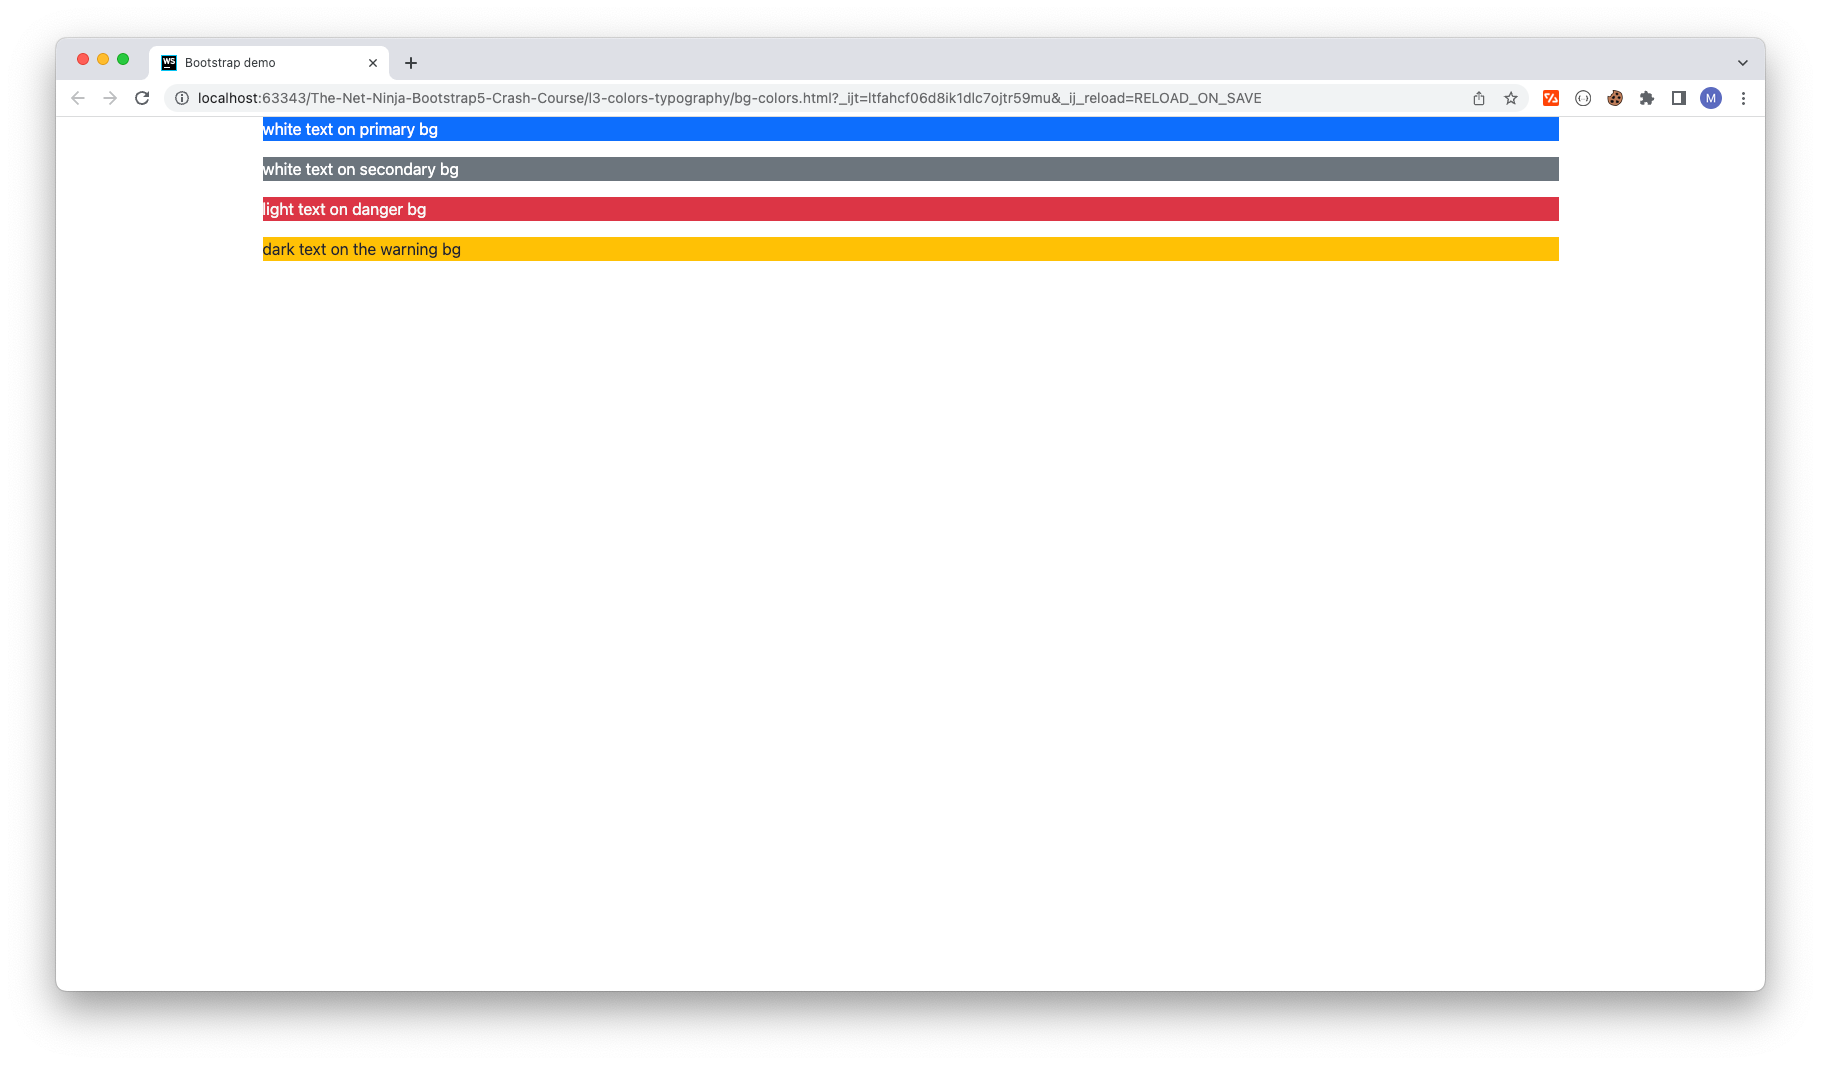 WS
Bootstrap demo
localhost:63343/The-Net-Ninja-Bootstrap5-Crash-Course/l3-colors-typography/bg-colors.html?_ijt=ltfahcf06d8ik1dlc7ojtr59mu&_ij_reload=RELOAD_ON_SAVE
M
white text on primary bg
white text on secondary bg
light text on danger bg
dark text on the warning bg